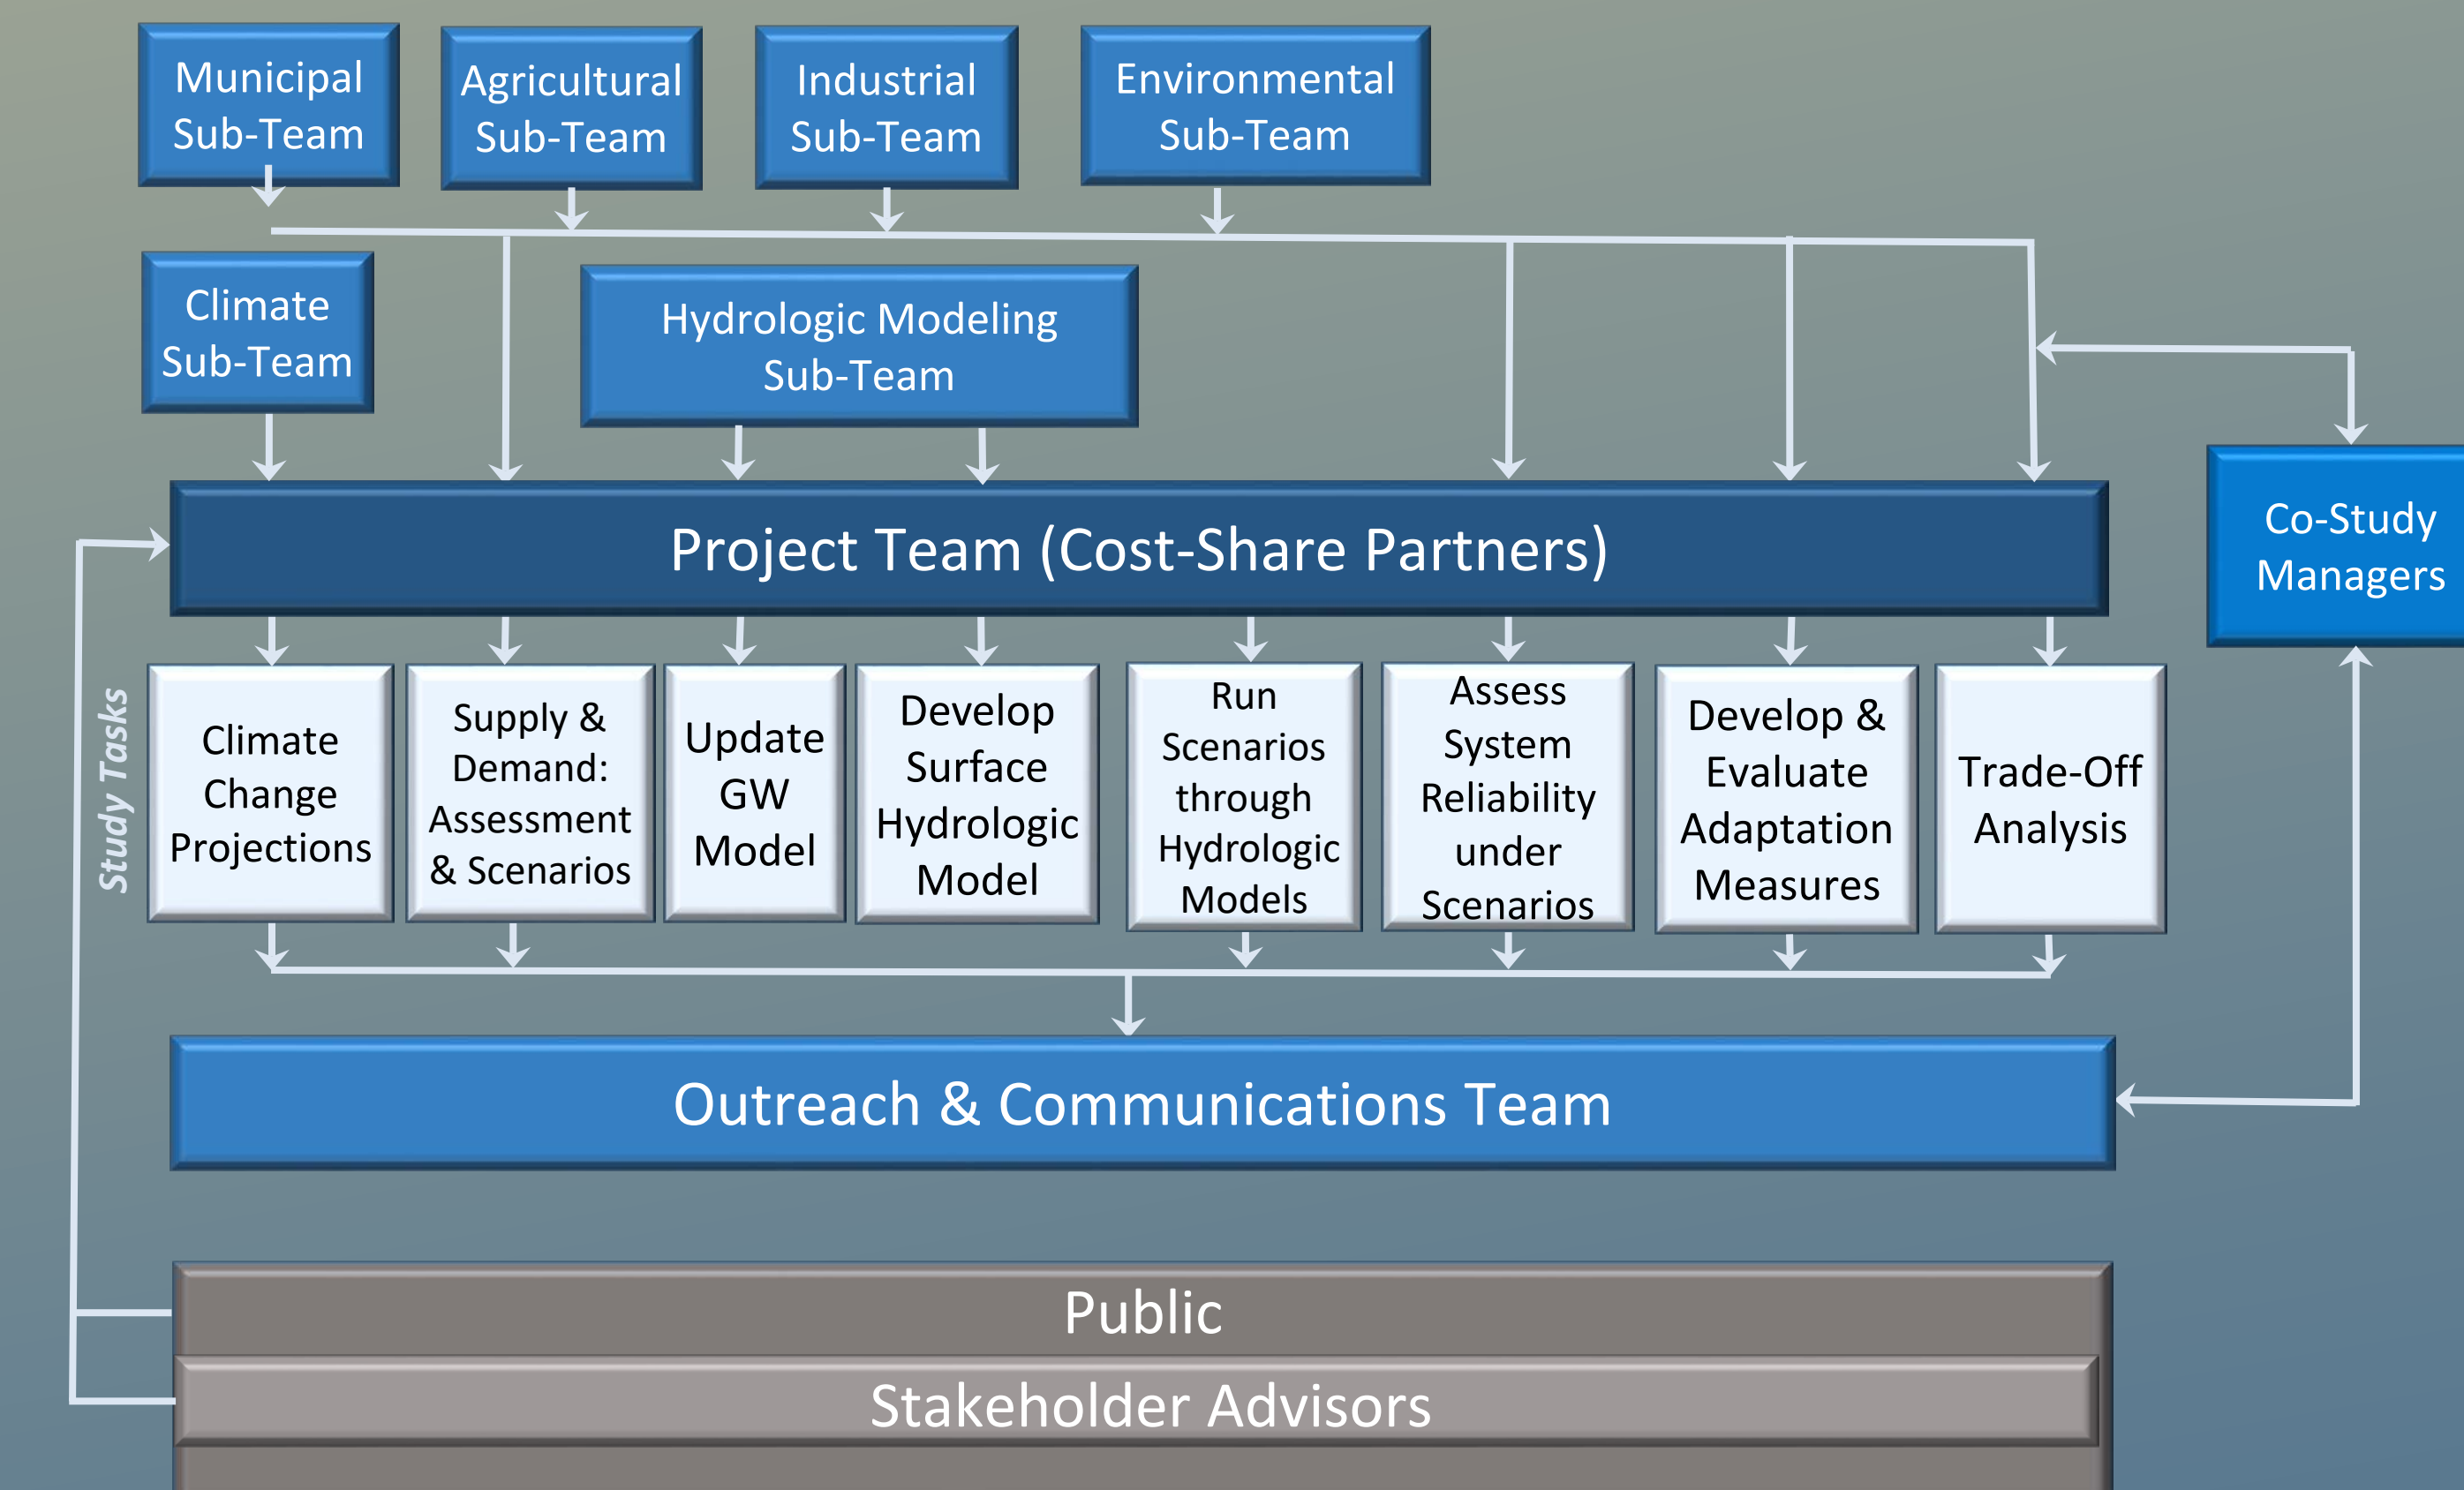 Municipal
Sub-Team
Agricultural
Sub-Team
Industrial
Sub-Team
Environmental
Sub-Team
Climate
Sub-Team
Hydrologic Modeling
Sub-Team
Project Team (Cost-Share Partners)
Co-Study
Managers
Study Tasks
Climate
Change
Projections
Supply &
Demand:
Assessment
& Scenarios
Update
GW
Model
Develop
Surface
Hydrologic
Model
Run
Scenarios
through
Hydrologic
Models
Assess
System
Reliability
under
Scenarios
Develop &
Evaluate
Adaptation
Measures
Trade-Off
Analysis
Outreach & Communications Team
Public
Stakeholder Advisors